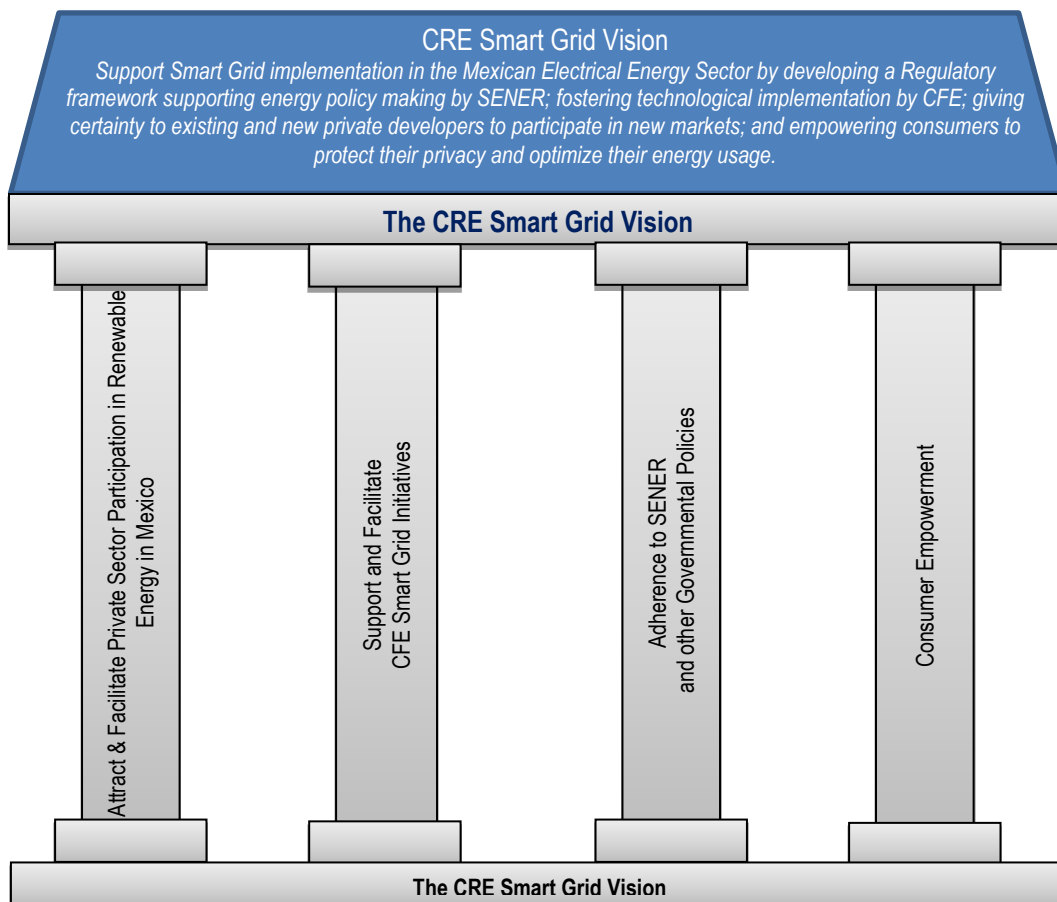 CRE Smart Grid Vision
Support Smart Grid implementation in the Mexican Electrical Energy Sector by developing a Regulatory
framework supporting energy policy making by SENER; fostering technological implementation by CFE; giving
certainty to existing and new private developers to participate in new markets; and empowering consumers to
protect their privacy and optimize their energy usage.
The CRE Smart Grid Vision
Attract & Facilitate Private Sector Participation in Renewable
Energy in Mexico
Support and Facilitate
CFE Smart Grid Initiatives
Adherence to SENER
and other Governmental Policies
Consumer Empowerment
The CRE Smart Grid Vision